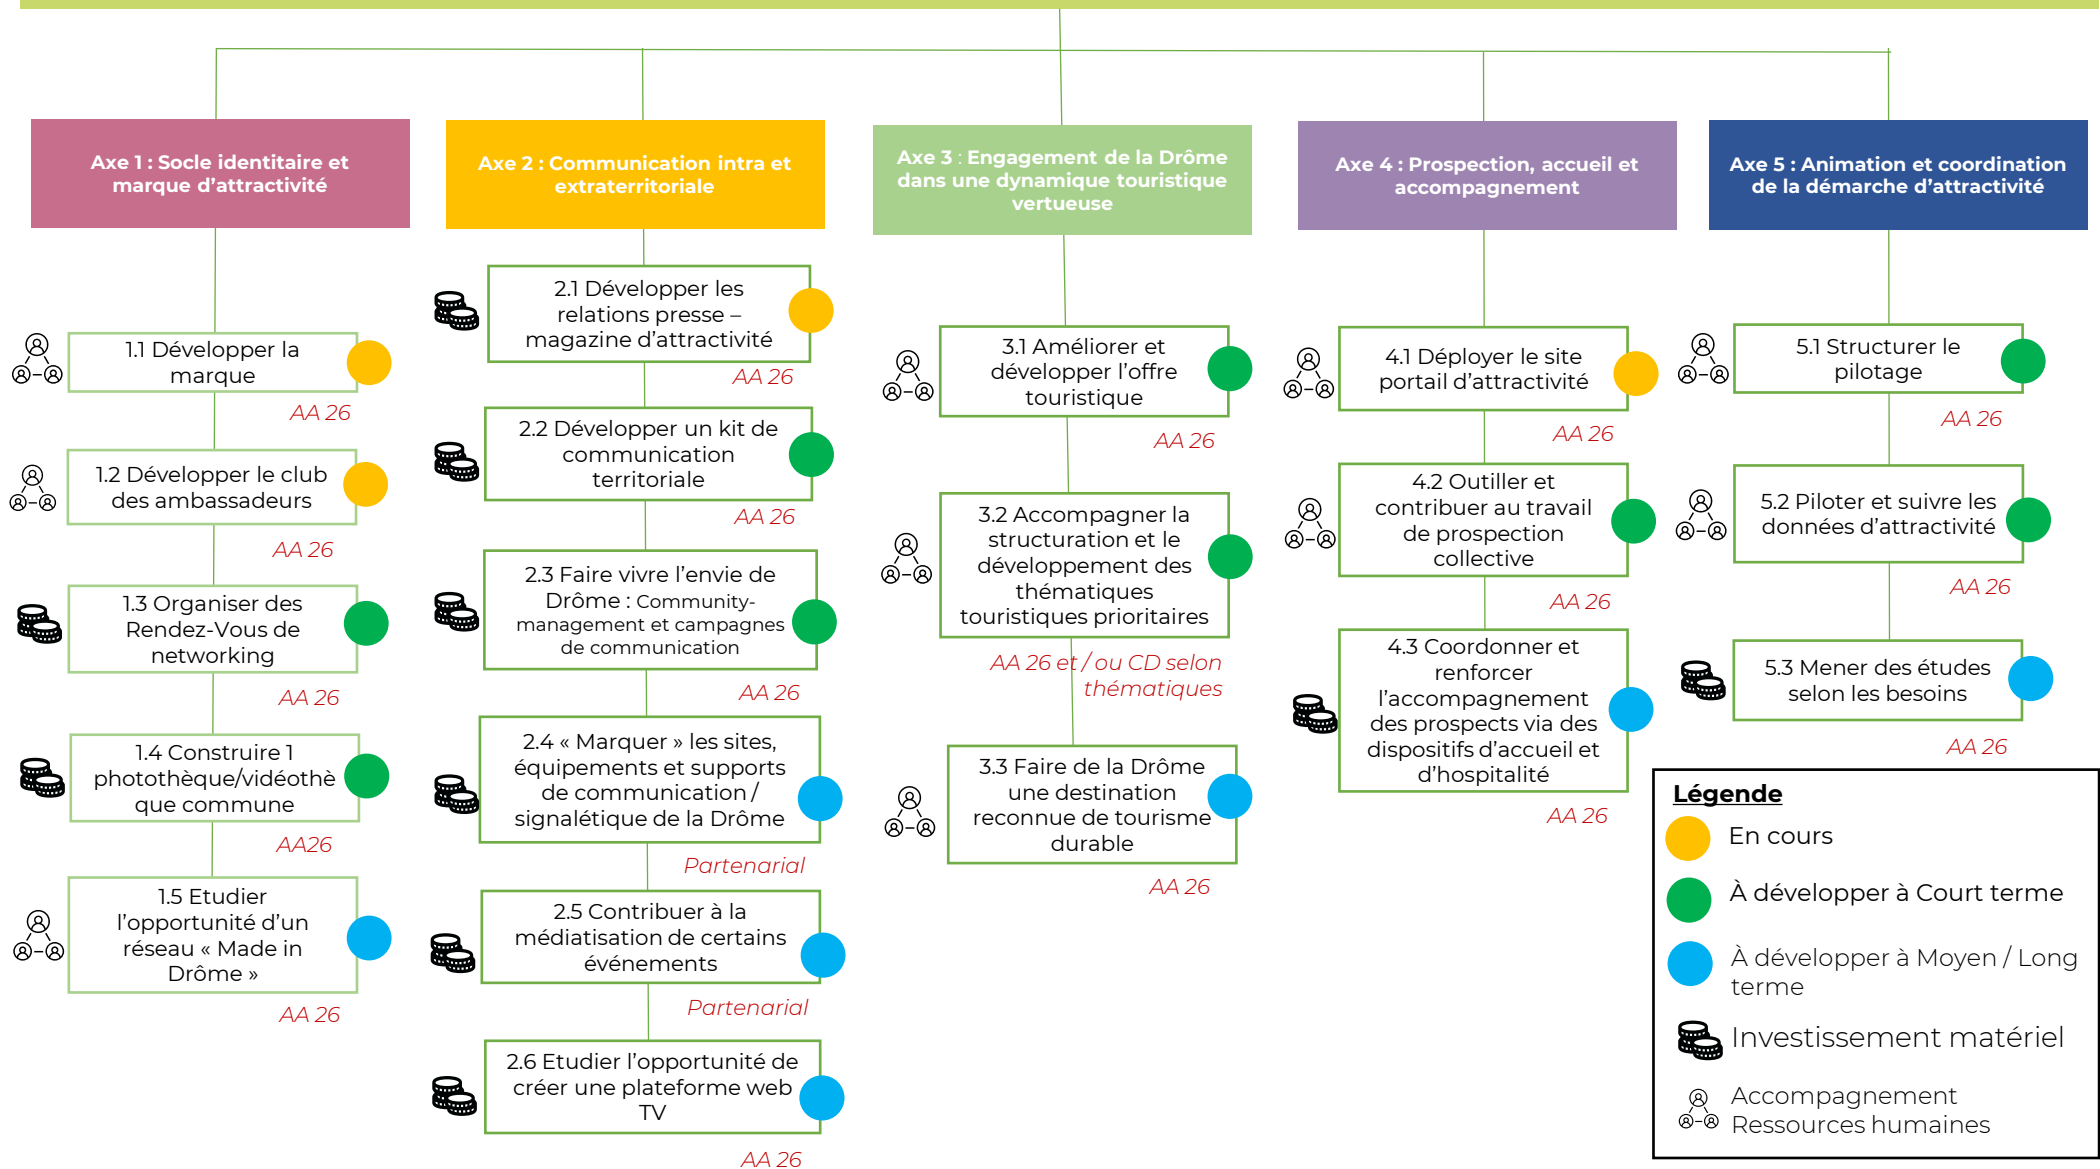 Axe 1 : Socle identitaire et
marque d'attractivité
1.1 Développer la
marque
AA 26
1.2 Développer le club
des ambassadeurs
AA 26
1.3 Organiser des
Rendez-Vous de
networking
AA 26
1.4 Construire 1
photothèque/vidéothè
que commune
AA26
1.5 Etudier
l'opportunité d'un
réseau « Made in
Drôme »
AA 26
Axe 2 : Communication intra et
extraterritoriale
2.1 Développer les
relations presse –
magazine d'attractivité
AA 26
2.2 Développer un kit de
communication
territoriale
AA 26
2.3 Faire vivre l'envie de
Drôme : Community-
management et campagnes
de communication
AA 26
2.4 « Marquer » les sites,
équipements et supports
de communication /
signalétique de la Drôme
Partenarial
2.5 Contribuer à la
médiatisation de certains
événements
Partenarial
2.6 Etudier l'opportunité de
créer une plateforme web
TV
AA 26
Axe 3 : Engagement de la Drôme
dans une dynamique touristique
vertueuse
3.1 Améliorer et
développer l'offre
touristique
AA 26
3.2 Accompagner la
structuration et le
développement des
thématiques
touristiques prioritaires
AA 26 et / ou CD selon
thématiques
3.3 Faire de la Drôme
une destination
reconnue de tourisme
durable
AA 26
Axe 4 : Prospection, accueil et
accompagnement
4.1 Déployer le site
portail d'attractivité
AA 26
4.2 Outiller et
contribuer au travail
de prospection
collective
AA 26
4.3 Coordonner et
renforcer
l'accompagnement
des prospects via des
dispositifs d'accueil et
d'hospitalité
AA 26
Axe 5 : Animation et coordination
de la démarche d'attractivité
5.1 Structurer le
pilotage
AA 26
5.2 Piloter et suivre les
données d'attractivité
AA 26
5.3 Mener des études
selon les besoins
AA 26
Légende
En cours
À développer à Court terme
À développer à Moyen / Long
terme
Investissement matériel
Accompagnement
Ressources humaines